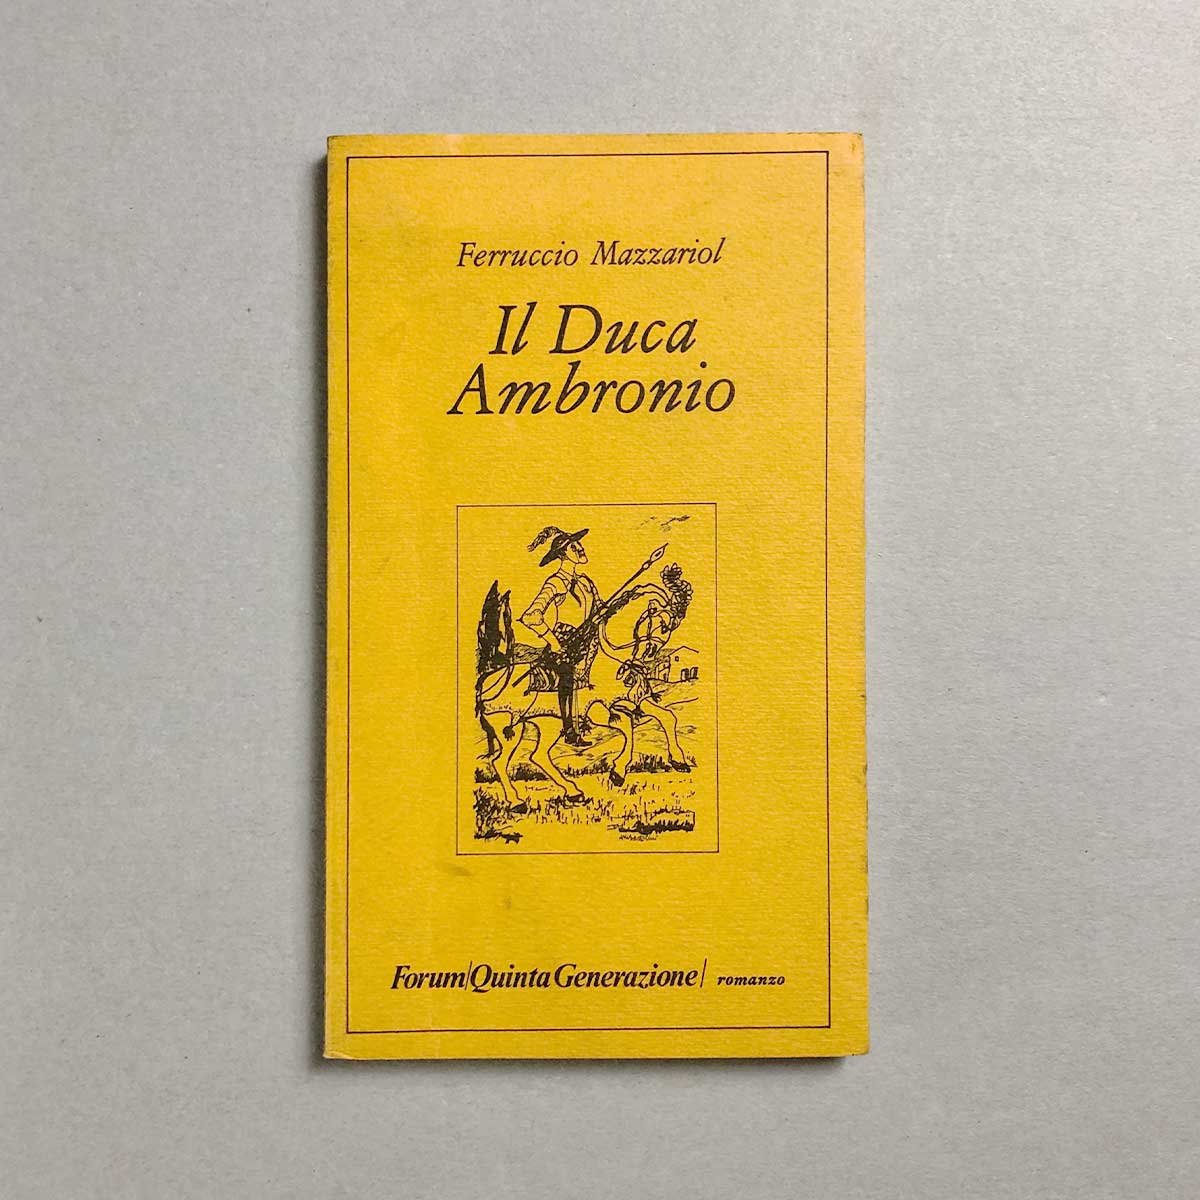 Ferruccio Mazzariol
Il Duca
Ambronio
Forum/Quinta Generazione/ romanzo